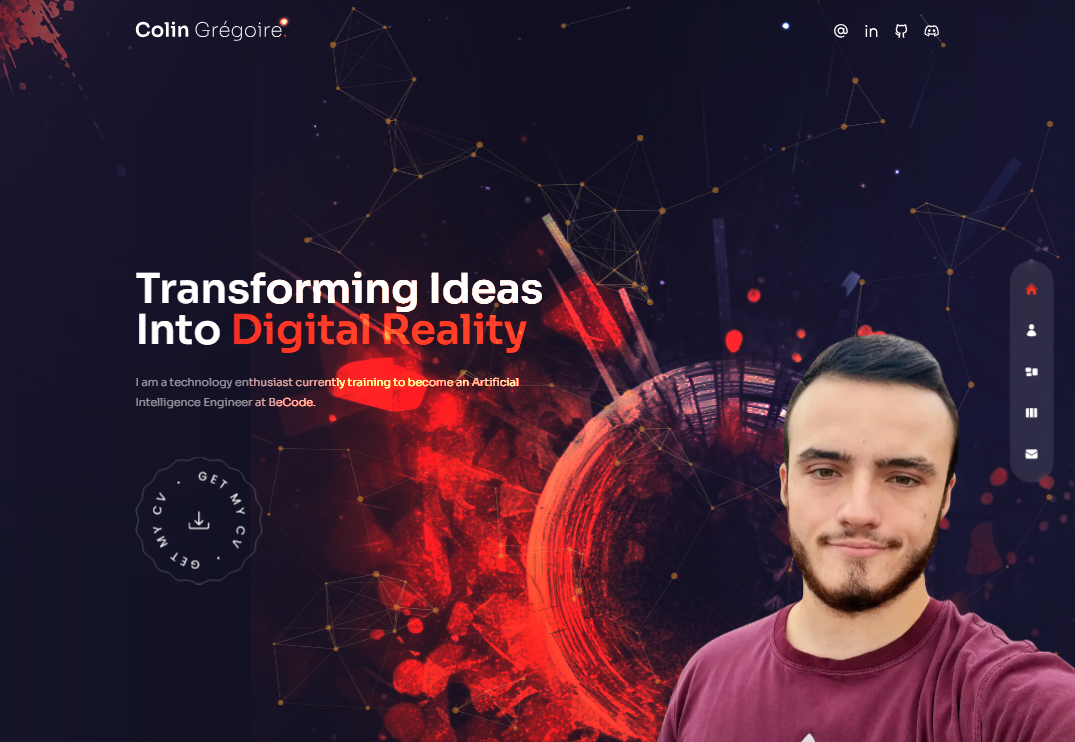 Colin Grégoire.
in
Transforming Ideas
Into Digital Reality
I am a technology enthusiast currently training to become an Artificial
Intelligence Engineer at BeCode.
GET MY CV · GET MY CV ·